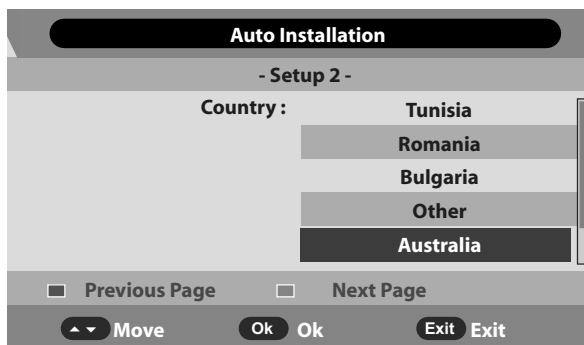 Auto Installation
- Setup 2 -
Country : Tunisia
Romania
Bulgaria
Other
Australia
Previous Page Next Page
Move Ok Ok Exit Exit